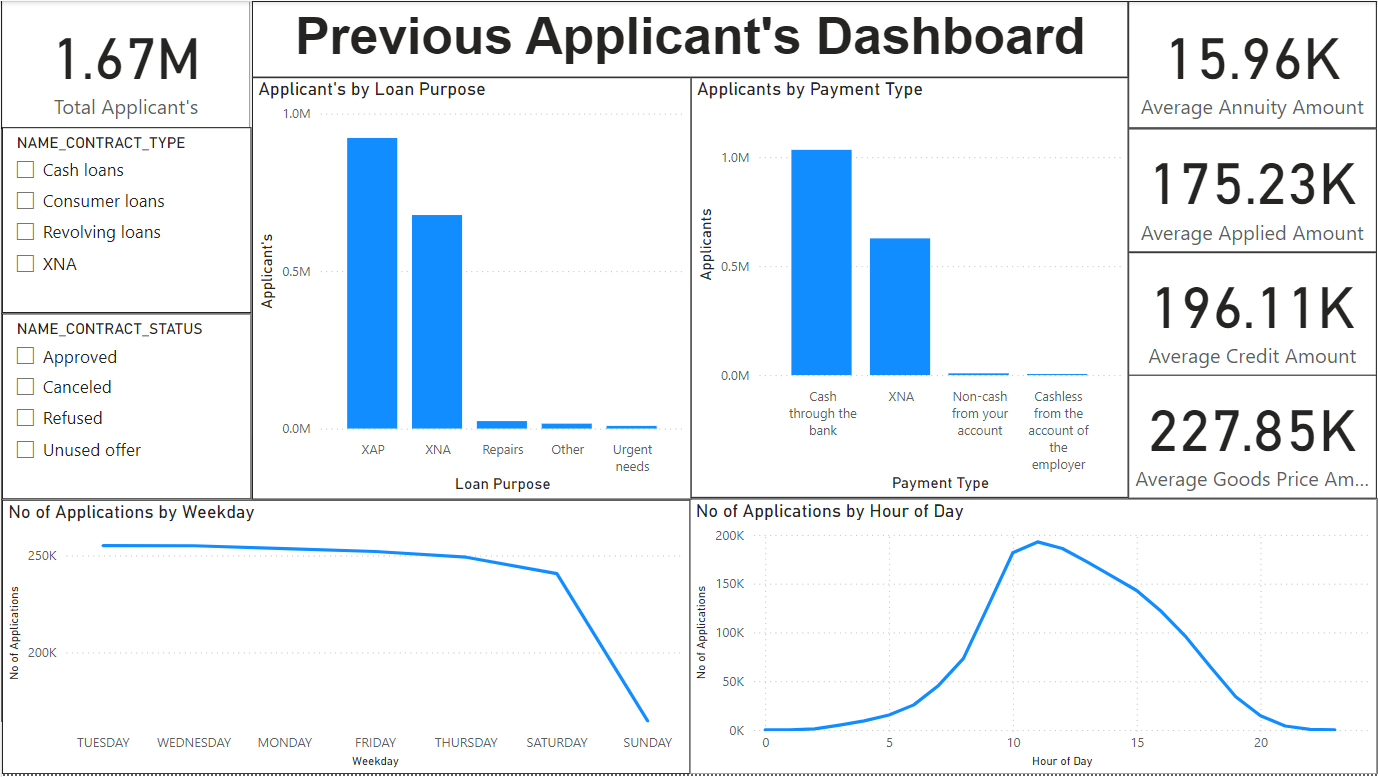 Previous Applicant's Dashboard
1.67M
Total Applicant's
NAME_CONTRACT_TYPE
Cash loans
Consumer loans
Revolving loans
XNA
NAME_CONTRACT_STATUS
Approved
Canceled
Refused
Unused offer
Applicant's by Loan Purpose
Applicant's
1.0M
0.5M
0.0M
XAP
XNA
Repairs
Other
Urgent
needs
Loan Purpose
Applicants by Payment Type
Applicants
1.0M
0.5M
0.0M
Cash
through the
bank
XNA
Non-cash
from your
account
Cashless
from the
account of
the
employer
Payment Type
15.96K
Average Annuity Amount
175.23K
Average Applied Amount
196.11K
Average Credit Amount
227.85K
Average Goods Price Am...
No of Applications by Weekday
No of Applications
250K
200K
TUESDAY
WEDNESDAY
MONDAY
FRIDAY
THURSDAY
SATURDAY
SUNDAY
Weekday
No of Applications by Hour of Day
No of Applications
200K
150K
100K
50K
0K
0
5
10
15
20
Hour of Day